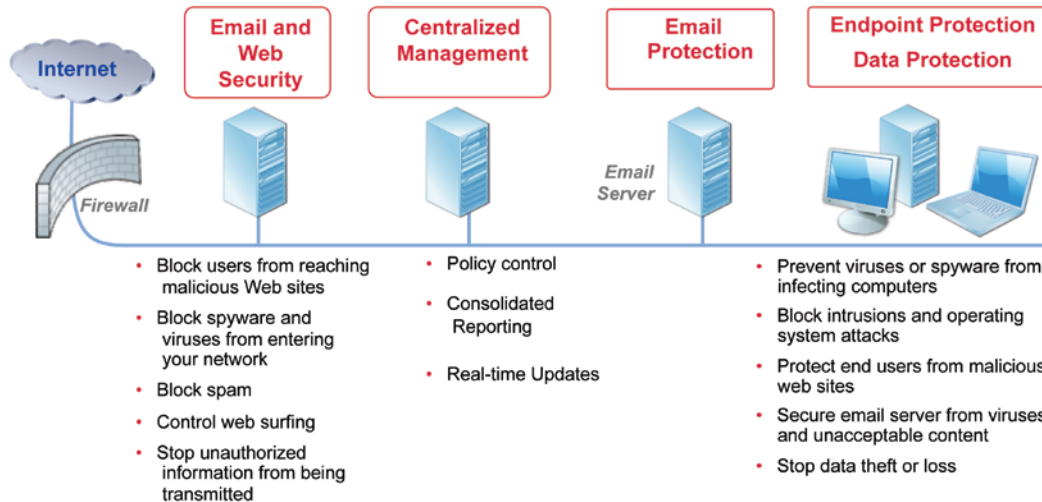 Internet
Email and
Web
Security
Centralized
Management
Email
Protection
Endpoint Protection
Data Protection
Firewall
Email
Server
• Block users from reaching
malicious Web sites
• Block spyware and
viruses from entering
your network
• Block spam
• Control web surfing
• Stop unauthorized
information from being
transmitted
• Policy control
• Consolidated
Reporting
• Real-time Updates
• Prevent viruses or spyware from
infecting computers
• Block intrusions and operating
system attacks
• Protect end users from malicious
web sites
• Secure email server from viruses
and unacceptable content
• Stop data theft or loss